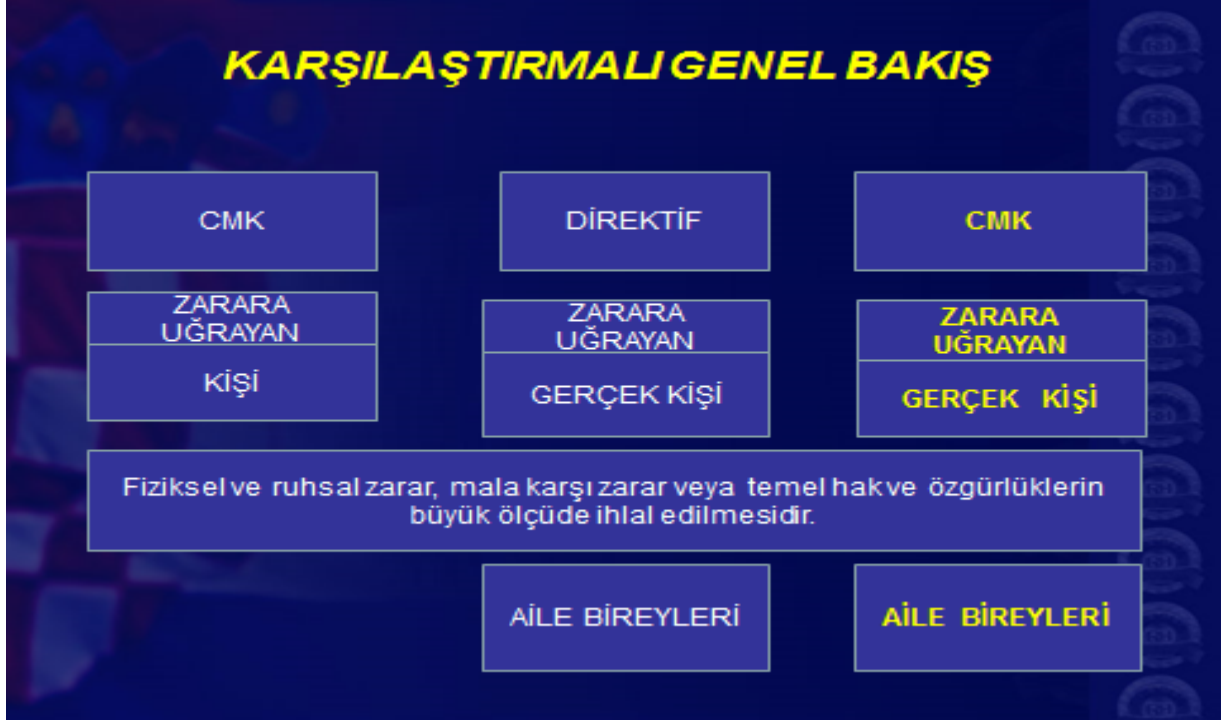 KARŞILAŞTIRMALI GENEL BAKIŞ
CMK
DİREKTİF
CMK
ZARARA
UĞRAYAN
KİŞİ
ZARARA
UĞRAYAN
GERÇEK KİŞİ
ZARARA
UĞRAYAN
GERÇEK KİŞİ
Fiziksel ve ruhsal zarar, mala karşı zarar veya temel hak ve özgürlüklerin
büyük ölçüde ihlal edilmesidir.
AİLE BİREYLERİ
AİLE BİREYLERİ